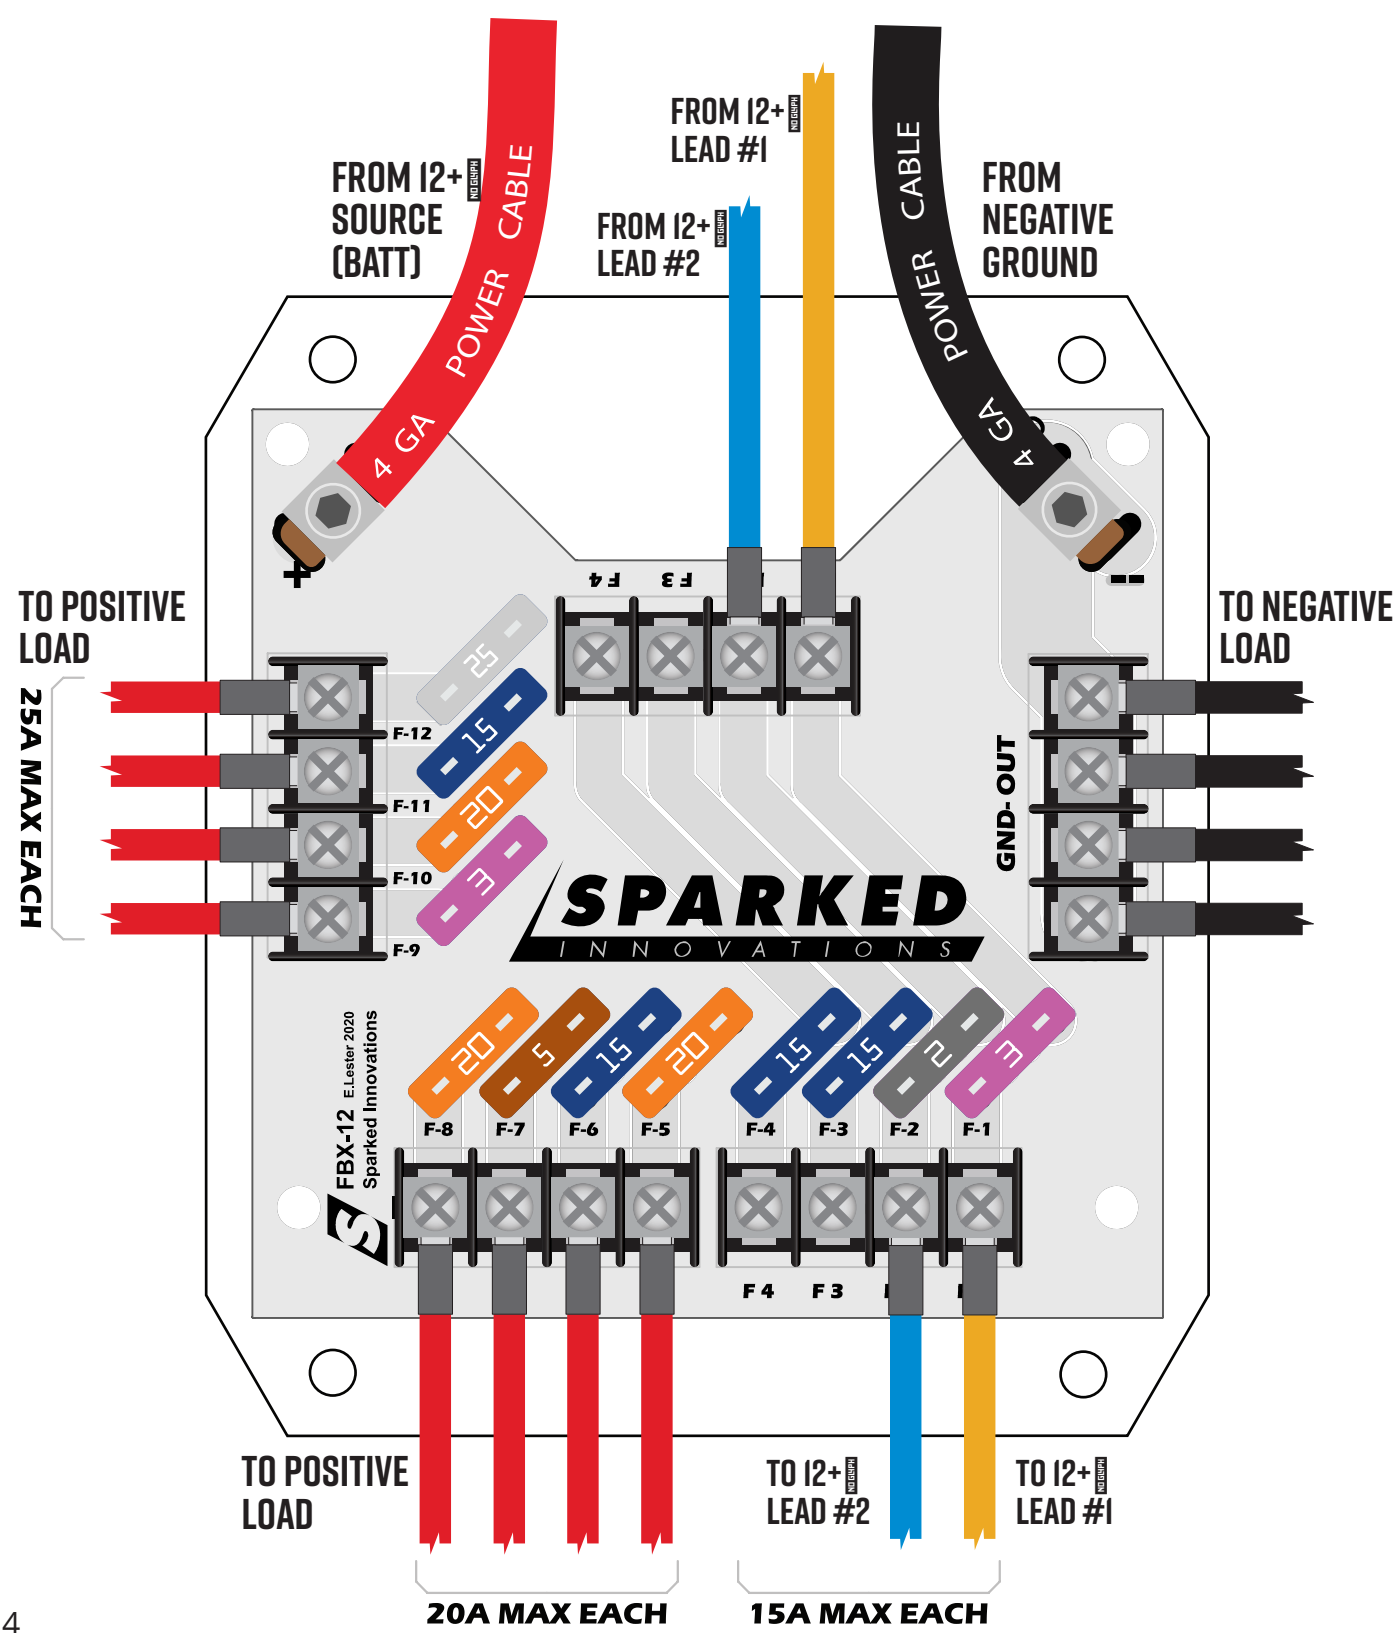 FROM 12+
LEAD #1
FROM 12+
SOURCE
(BATT)
FROM
NEGATIVE
GROUND
FROM 12+
LEAD #2
4 GA POWER CABLE
4 GA POWER CABLE
+
--
F 4
F 3
TO POSITIVE
LOAD
25A MAX EACH
TO NEGATIVE
LOAD
GND- OUT
25
F-12
15
F-11
20
F-10
3
F-9
SPARKED
INNOVATIONS
20
5
15
20
15
15
2
3
F-8
F-7
F-6
F-5
F-4
F-3
F-2
F-1
FBX-12 E.Lester 2020
Sparked Innovations
S
F 4
F 3
TO POSITIVE
LOAD
TO 12+
LEAD #2
TO 12+
LEAD #1
20A MAX EACH
15A MAX EACH
4